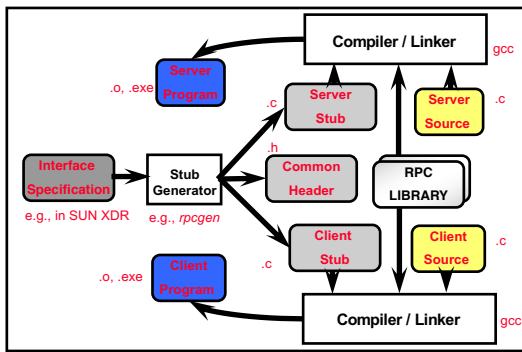 Compiler / Linker
gcc
Server
Program
.o, .exe
.c
Server
Stub
Server
Source
.c
.h
Interface
Specification
Stub
Generator
Common
Header
RPC
LIBRARY
e.g., in SUN XDR
e.g., rpcgen
Client
Stub
.c
Client
Source
.c
.o, .exe
Client
Program
Compiler / Linker
gcc